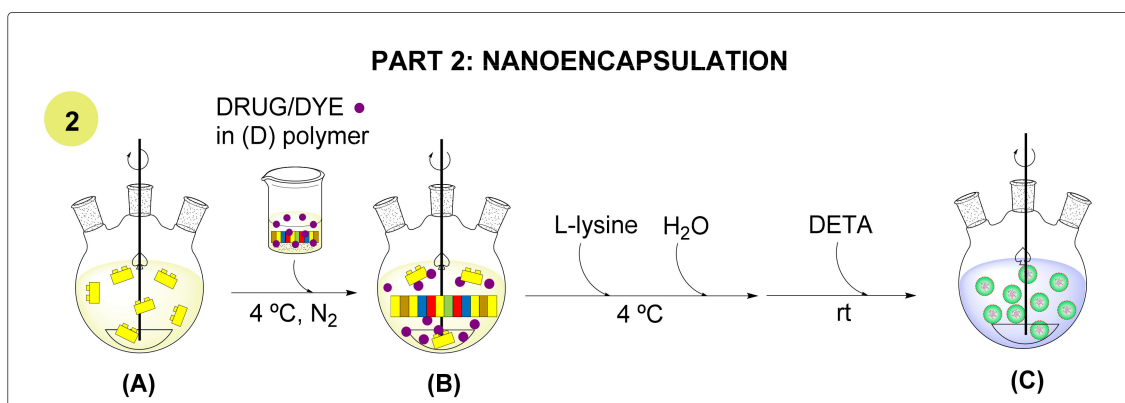 PART 2: NANOENCAPSULATION
2
DRUG/DYE
in (D) polymer
4 ºC, N₂
L-lysine
H₂O
4 ºC
DETA
rt
(A)
(B)
(C)